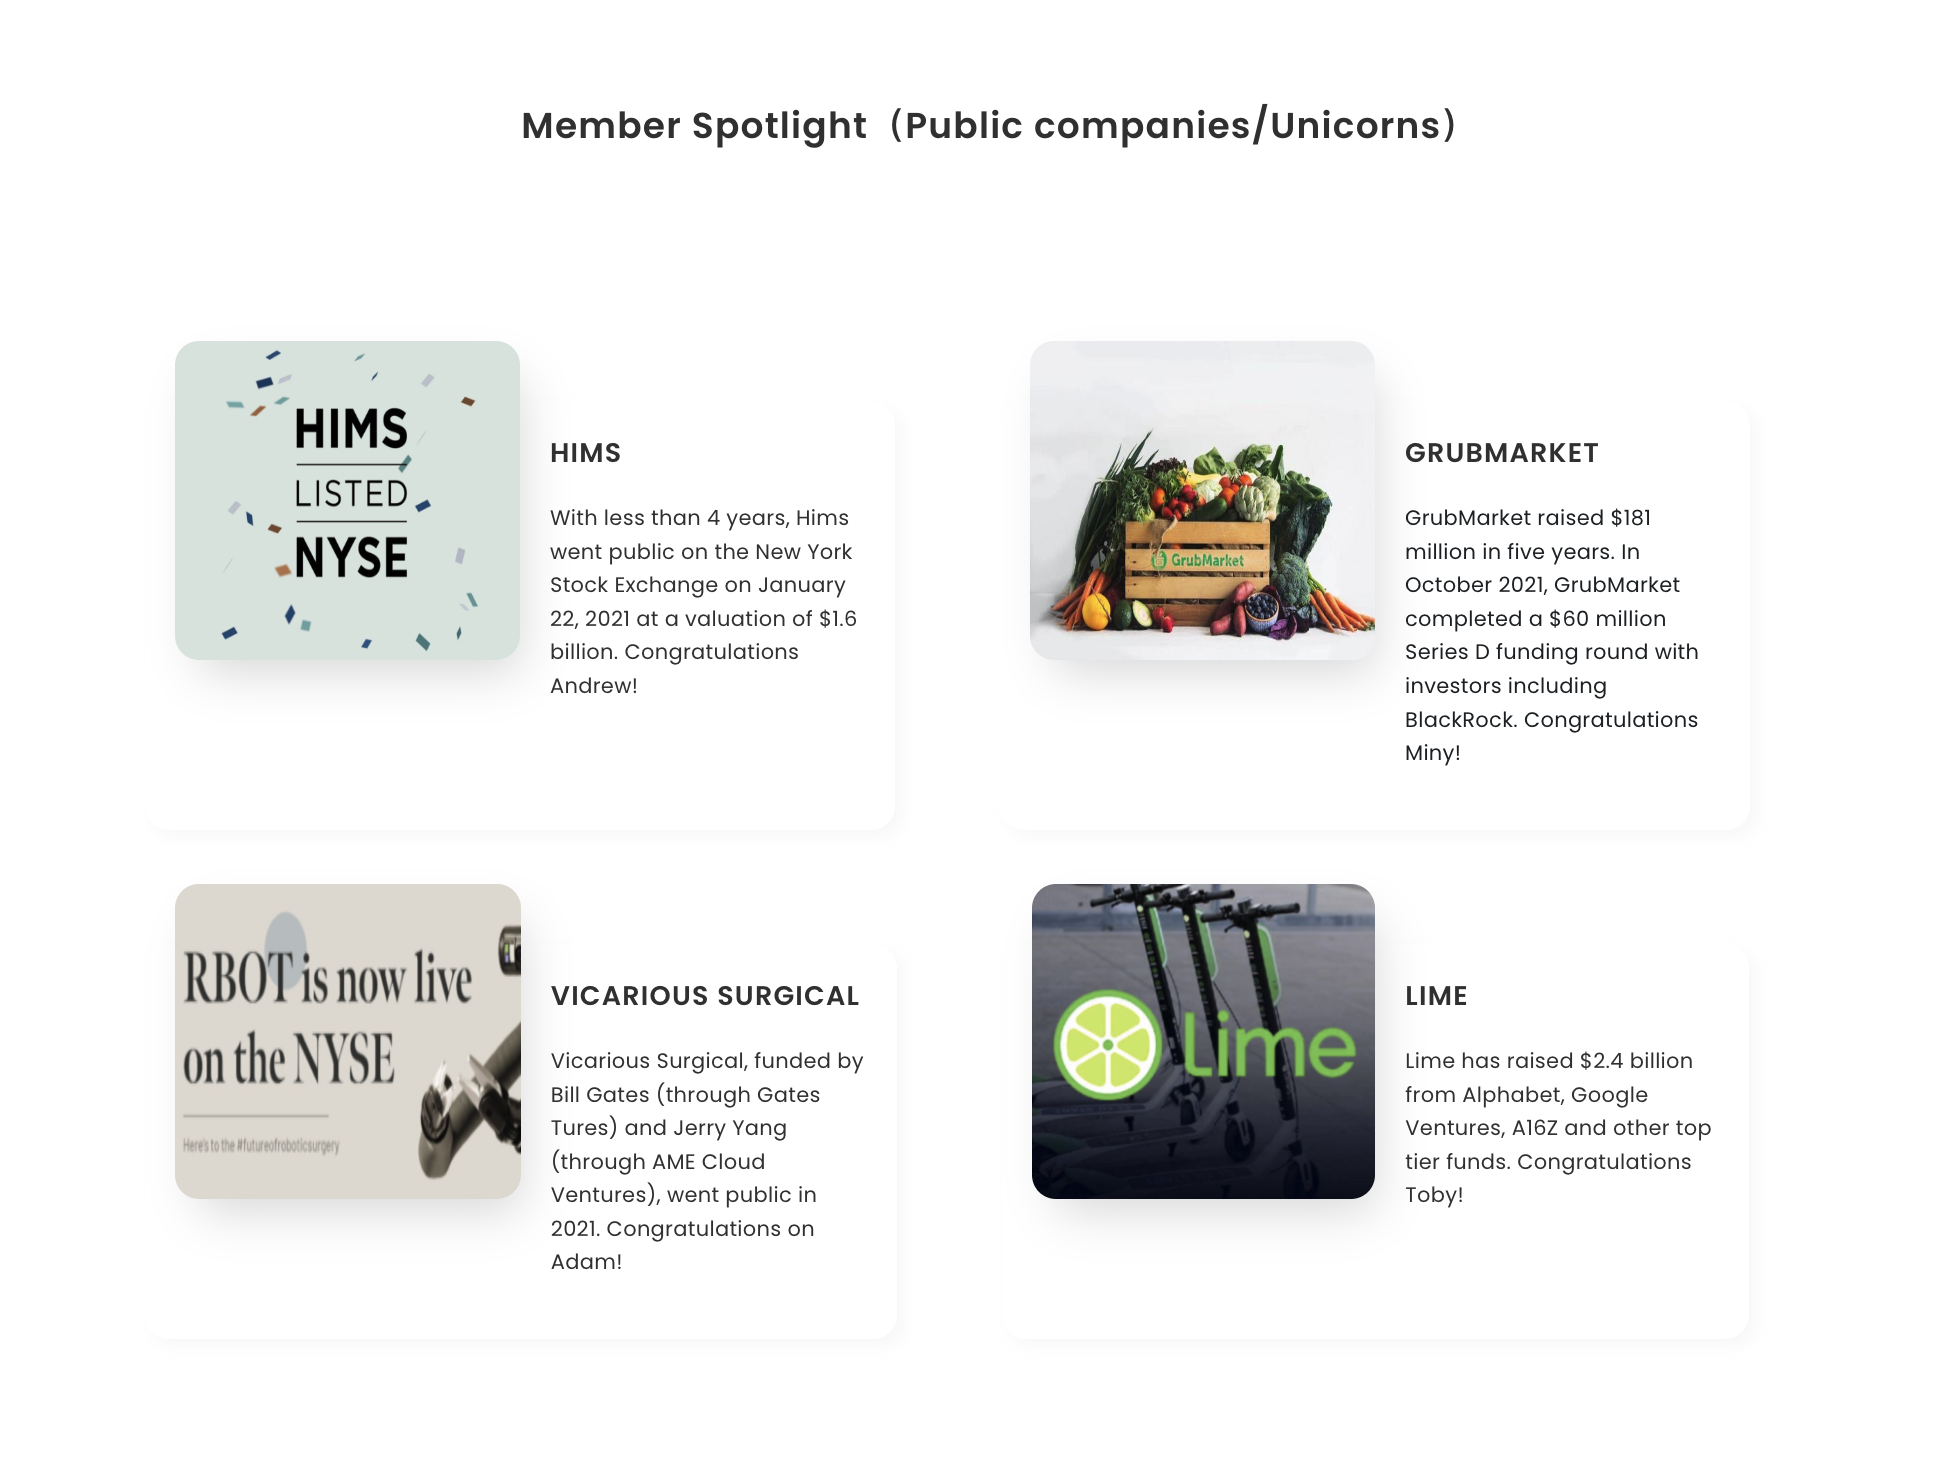 Member Spotlight（Public companies/Unicorns）
HIMS
LISTED
NYSE
HIMS
With less than 4 years, Hims
went public on the New York
Stock Exchange on January
22, 2021 at a valuation of $1.6
billion. Congratulations
Andrew!
GrubMarket
GRUBMARKET
GrubMarket raised $181
million in five years. In
October 2021, GrubMarket
completed a $60 million
Series D funding round with
investors including
BlackRock. Congratulations
Miny!
RBOT is now live
on the NYSE
Here's to the #futureofroboticsurgery
VICARIOUS SURGICAL
Vicarious Surgical, funded by
Bill Gates (through Gates
Tures) and Jerry Yang
(through AME Cloud
Ventures), went public in
2021. Congratulations on
Adam!
Lime
LIME
Lime has raised $2.4 billion
from Alphabet, Google
Ventures, A16Z and other top
tier funds. Congratulations
Toby!